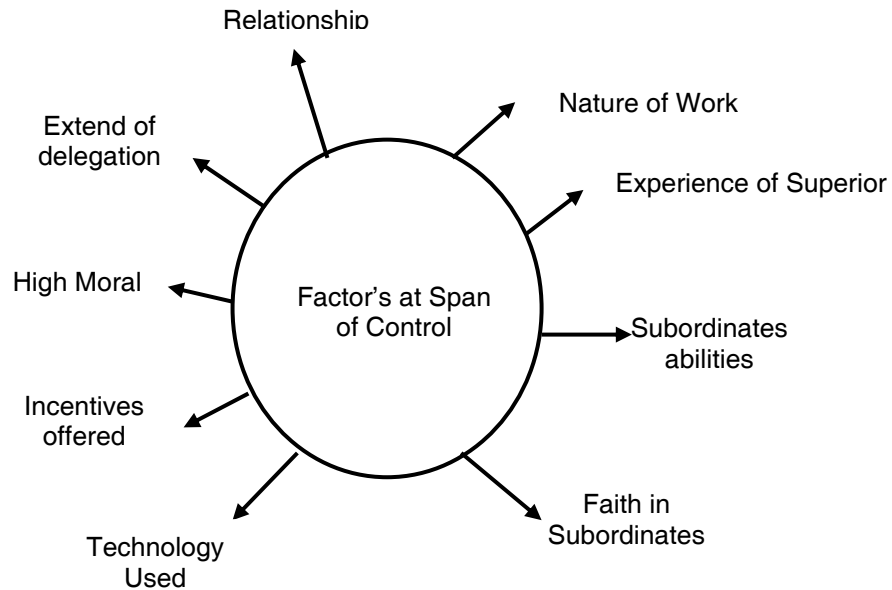 Relationship
Nature of Work
Extend of
delegation
Experience of Superior
High Moral
Factor's at Span
of Control
Subordinates
abilities
Incentives
offered
Faith in
Subordinates
Technology
Used